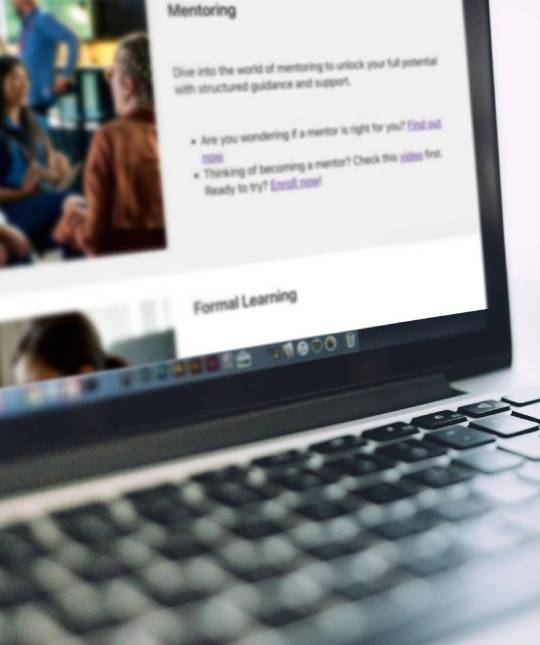 Mentoring
Dive into the world of mentoring to unlock your full potential
with structured guidance and support.
• Are you wondering if a mentor is right for you? Find out
now
• Thinking of becoming a mentor? Check this video first.
Ready to try? Enroll now!
Formal Learning